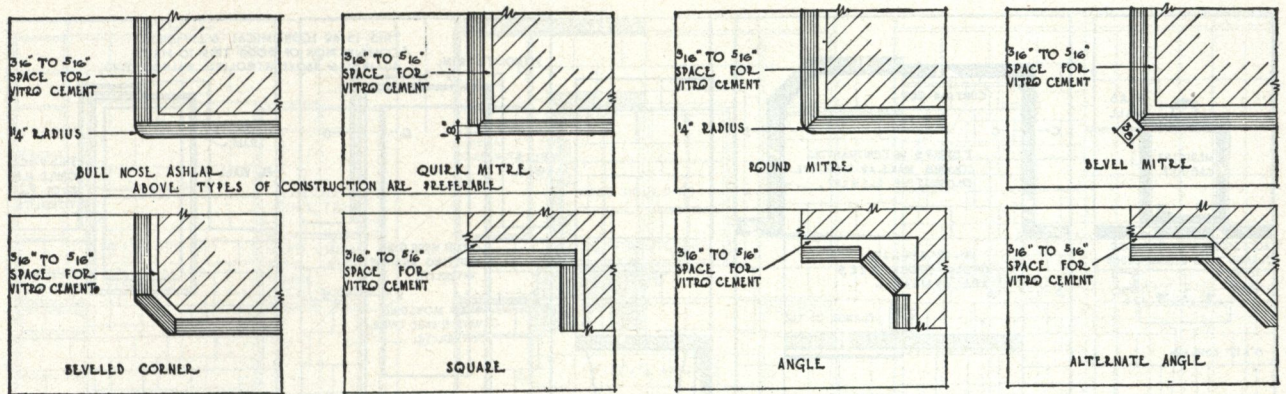 3/16" TO 5/16"
SPACE FOR
VITRO CEMENT
1/4" RADIUS
BULL NOSE ASHLAR
3/16" TO 5/16"
SPACE FOR
VITRO CEMENT
QUIRK MITRE
ABOVE TYPES OF CONSTRUCTION ARE PREFERABLE
3/16" TO 5/16"
SPACE FOR
VITRO CEMENT
1/4" RADIUS
ROUND MITRE
3/16" TO 5/16"
SPACE FOR
VITRO CEMENT
BEVEL MITRE
3/16" TO 5/16"
SPACE FOR
VITRO CEMENT
BEVELED CORNER
3/16" TO 5/16"
SPACE FOR
VITRO CEMENT
SQUARE
3/16" TO 5/16"
SPACE FOR
VITRO CEMENT
ANGLE
3/16" TO 5/16"
SPACE FOR
VITRO CEMENT
ALTERNATE ANGLE